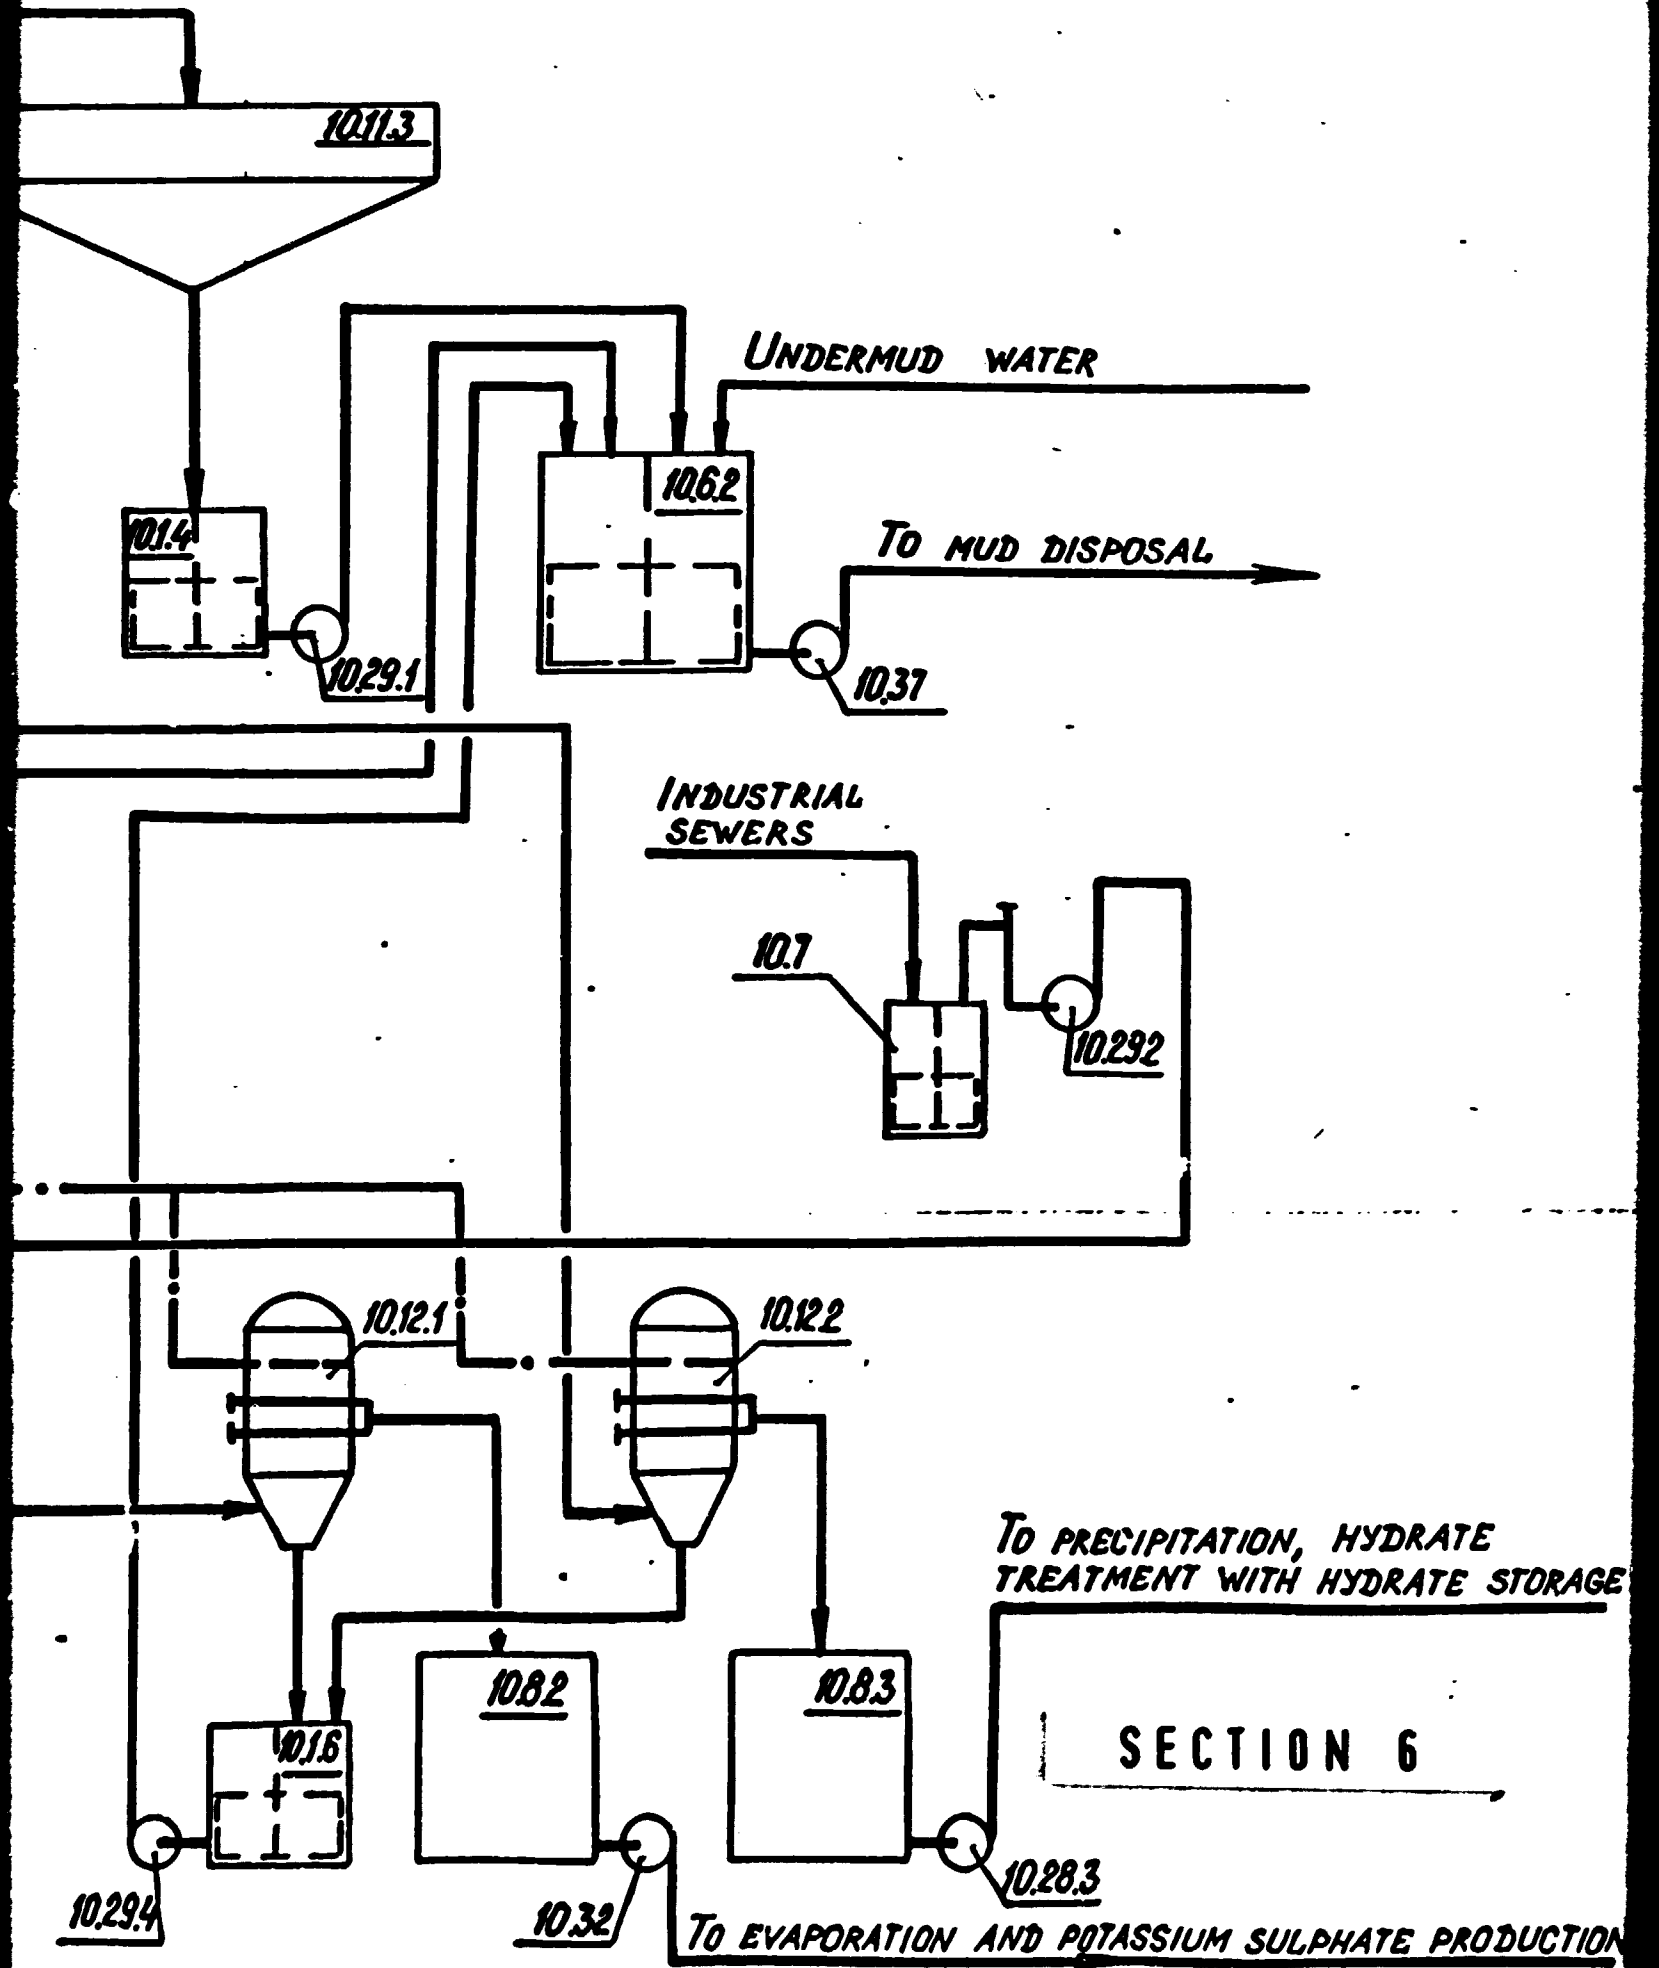 10.11.3
UNDERMUD WATER
10.6.2
10.1.4
TO MUD DISPOSAL
10.29.1
10.37
INDUSTRIAL
SEWERS
10.7
10.29.2
10.12.1
10.12.2
TO PRECIPITATION, HYDRATE
TREATMENT WITH HYDRATE STORAGE
10.8.2
10.8.3
10.1.6
SECTION 6
10.29.4
10.32
10.28.3
TO EVAPORATION AND POTASSIUM SULPHATE PRODUCTION